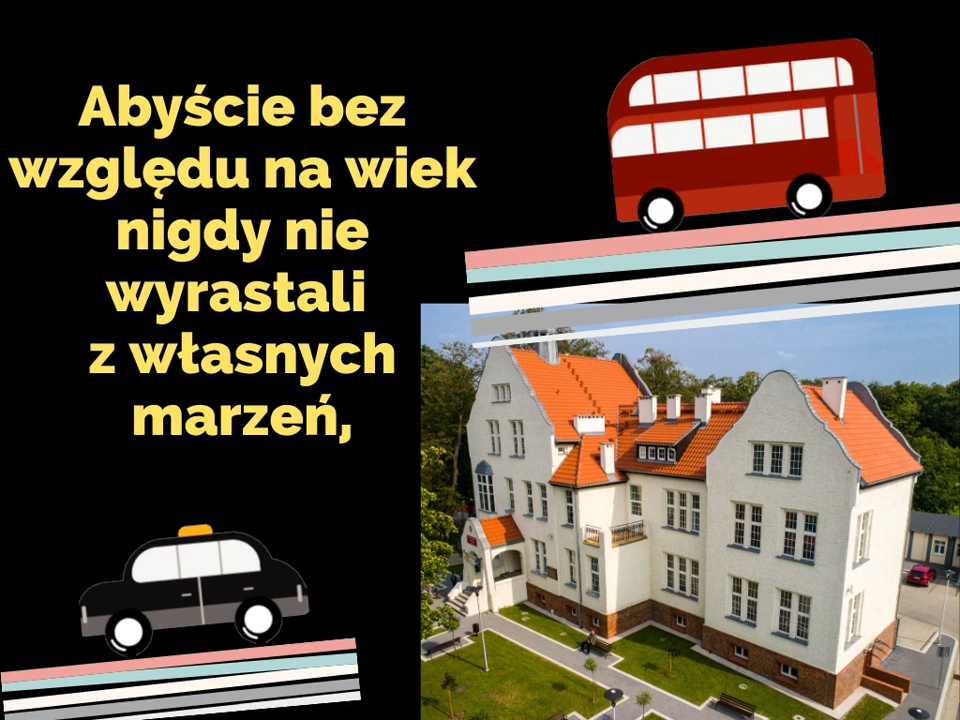 Abyście bez
względu na wiek
nigdy nie
wyrastali
z własnych
marzeń,